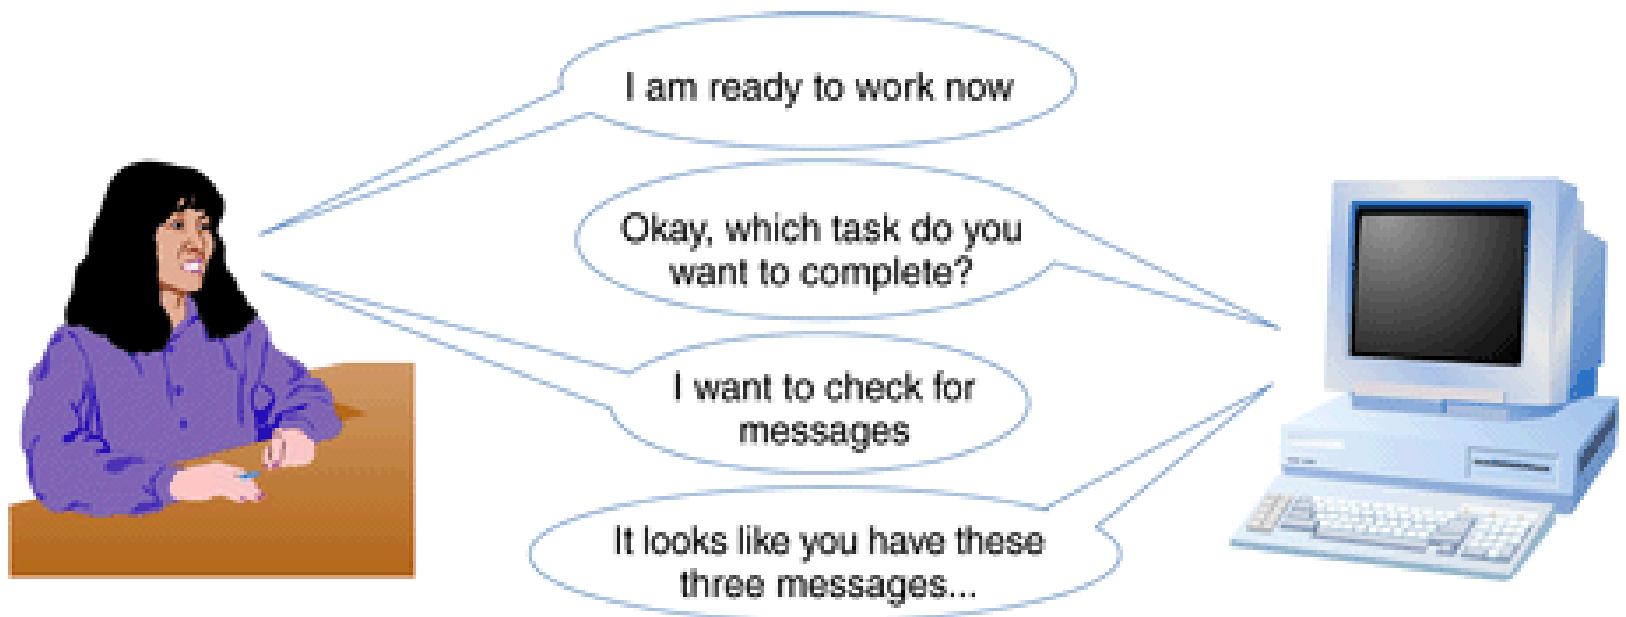 I am ready to work now
Okay, which task do you
want to complete?
I want to check for
messages
It looks like you have these
three messages...